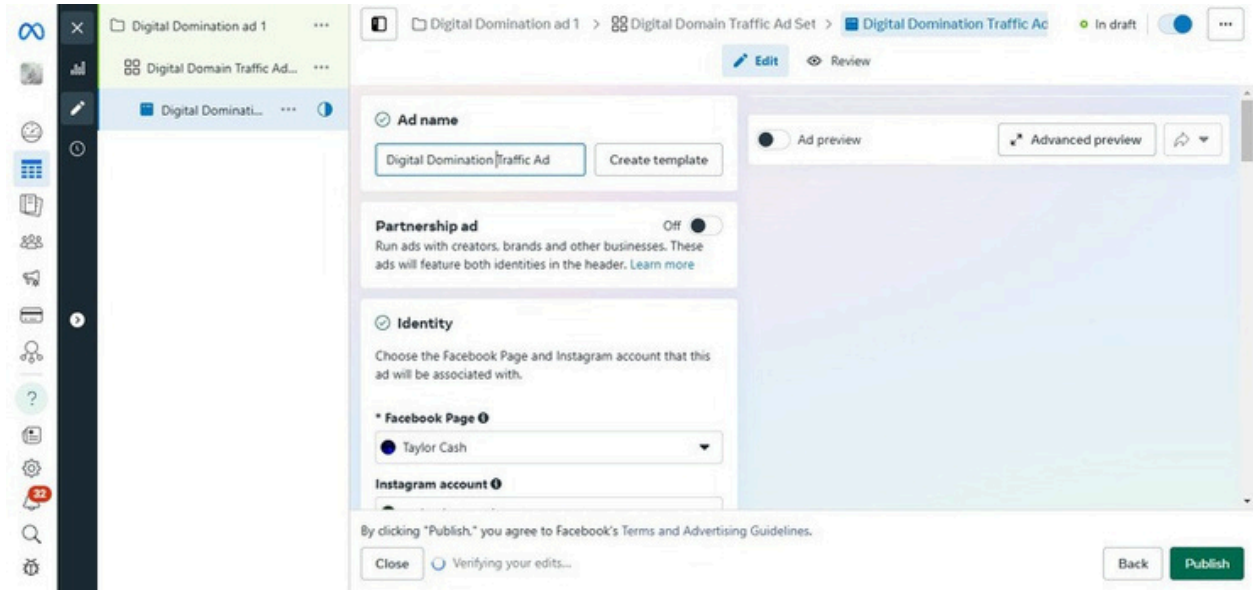 Digital Domination ad 1 ...
Digital Domain Traffic Ad... ...
Digital Dominati... ...
Digital Domination ad 1 > Digital Domain Traffic Ad Set > Digital Domination Traffic Ad
In draft
Edit
Review
Ad name
Digital Domination Traffic Ad
Create template
Ad preview
Advanced preview
Partnership ad
Off
Run ads with creators, brands and other businesses. These
ads will feature both identities in the header. Learn more
Identity
Choose the Facebook Page and Instagram account that this
ad will be associated with.
* Facebook Page
Taylor Cash
Instagram account
32
By clicking "Publish," you agree to Facebook's Terms and Advertising Guidelines.
Close
Verifying your edits...
Back
Publish